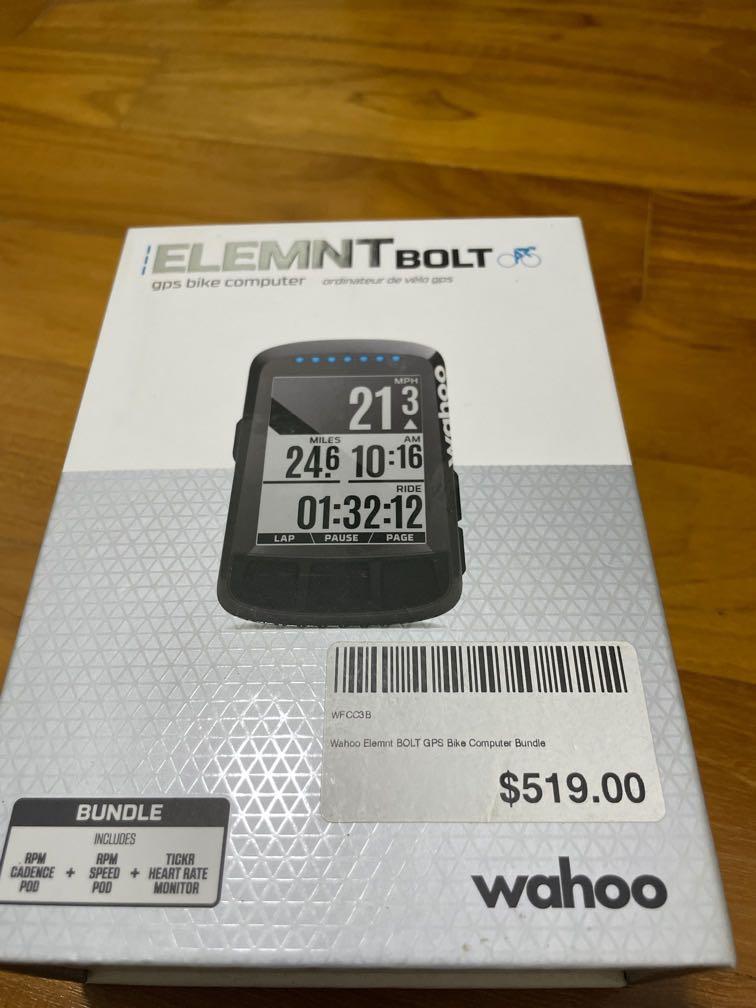 ELEMNT BOLT
gps bike computer ordinateur de vélo gps
MPH
21.3
wahoo
MILES AM
24.6 10:16
RIDE
01:32:12
LAP PAUSE PAGE
WFCC3B
Wahoo Elemnt BOLT GPS Bike Computer Bundle
$519.00
BUNDLE
INCLUDES
RPM CADENCE POD + RPM SPEED POD + TICKR HEART RATE MONITOR
wahoo